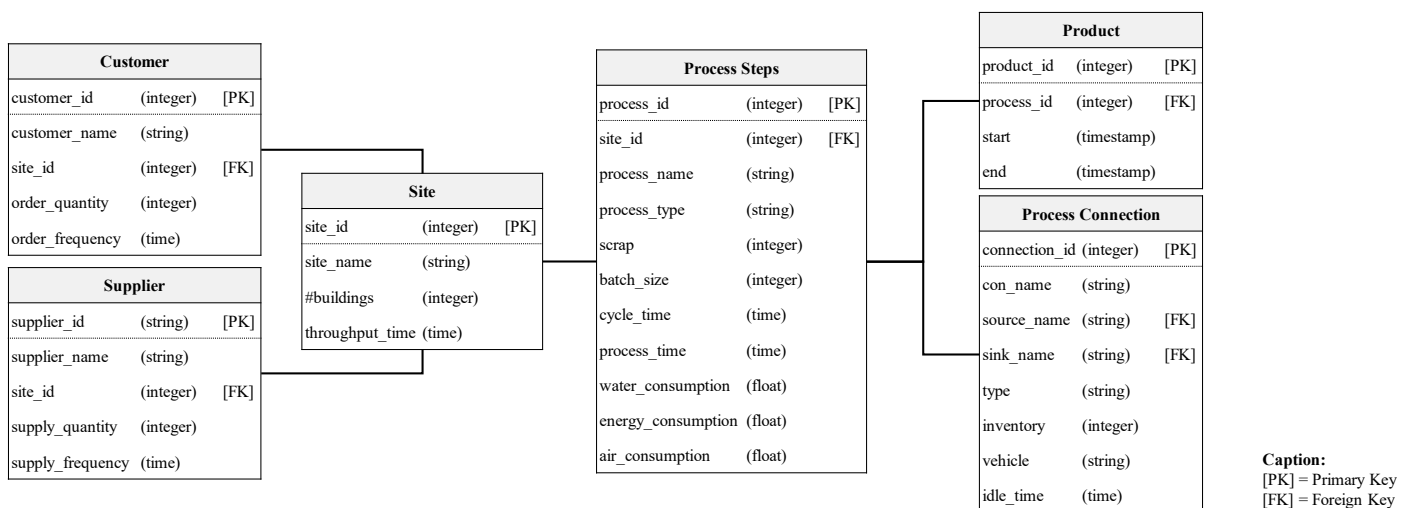 Customer
customer_id (integer) [PK]
customer_name (string)
site_id (integer) [FK]
order_quantity (integer)
order_frequency (time)
Supplier
supplier_id (string) [PK]
supplier_name (string)
site_id (integer) [FK]
supply_quantity (integer)
supply_frequency (time)
Site
site_id (integer) [PK]
site_name (string)
#buildings (integer)
throughput_time (time)
Process Steps
process_id (integer) [PK]
site_id (integer) [FK]
process_name (string)
process_type (string)
scrap (integer)
batch_size (integer)
cycle_time (time)
process_time (time)
water_consumption (float)
energy_consumption (float)
air_consumption (float)
Product
product_id (integer) [PK]
process_id (integer) [FK]
start (timestamp)
end (timestamp)
Process Connection
connection_id (integer) [PK]
con_name (string)
source_name (string) [FK]
sink_name (string) [FK]
type (string)
inventory (integer)
vehicle (string)
idle_time (time)
Caption:
[PK] = Primary Key
[FK] = Foreign Key